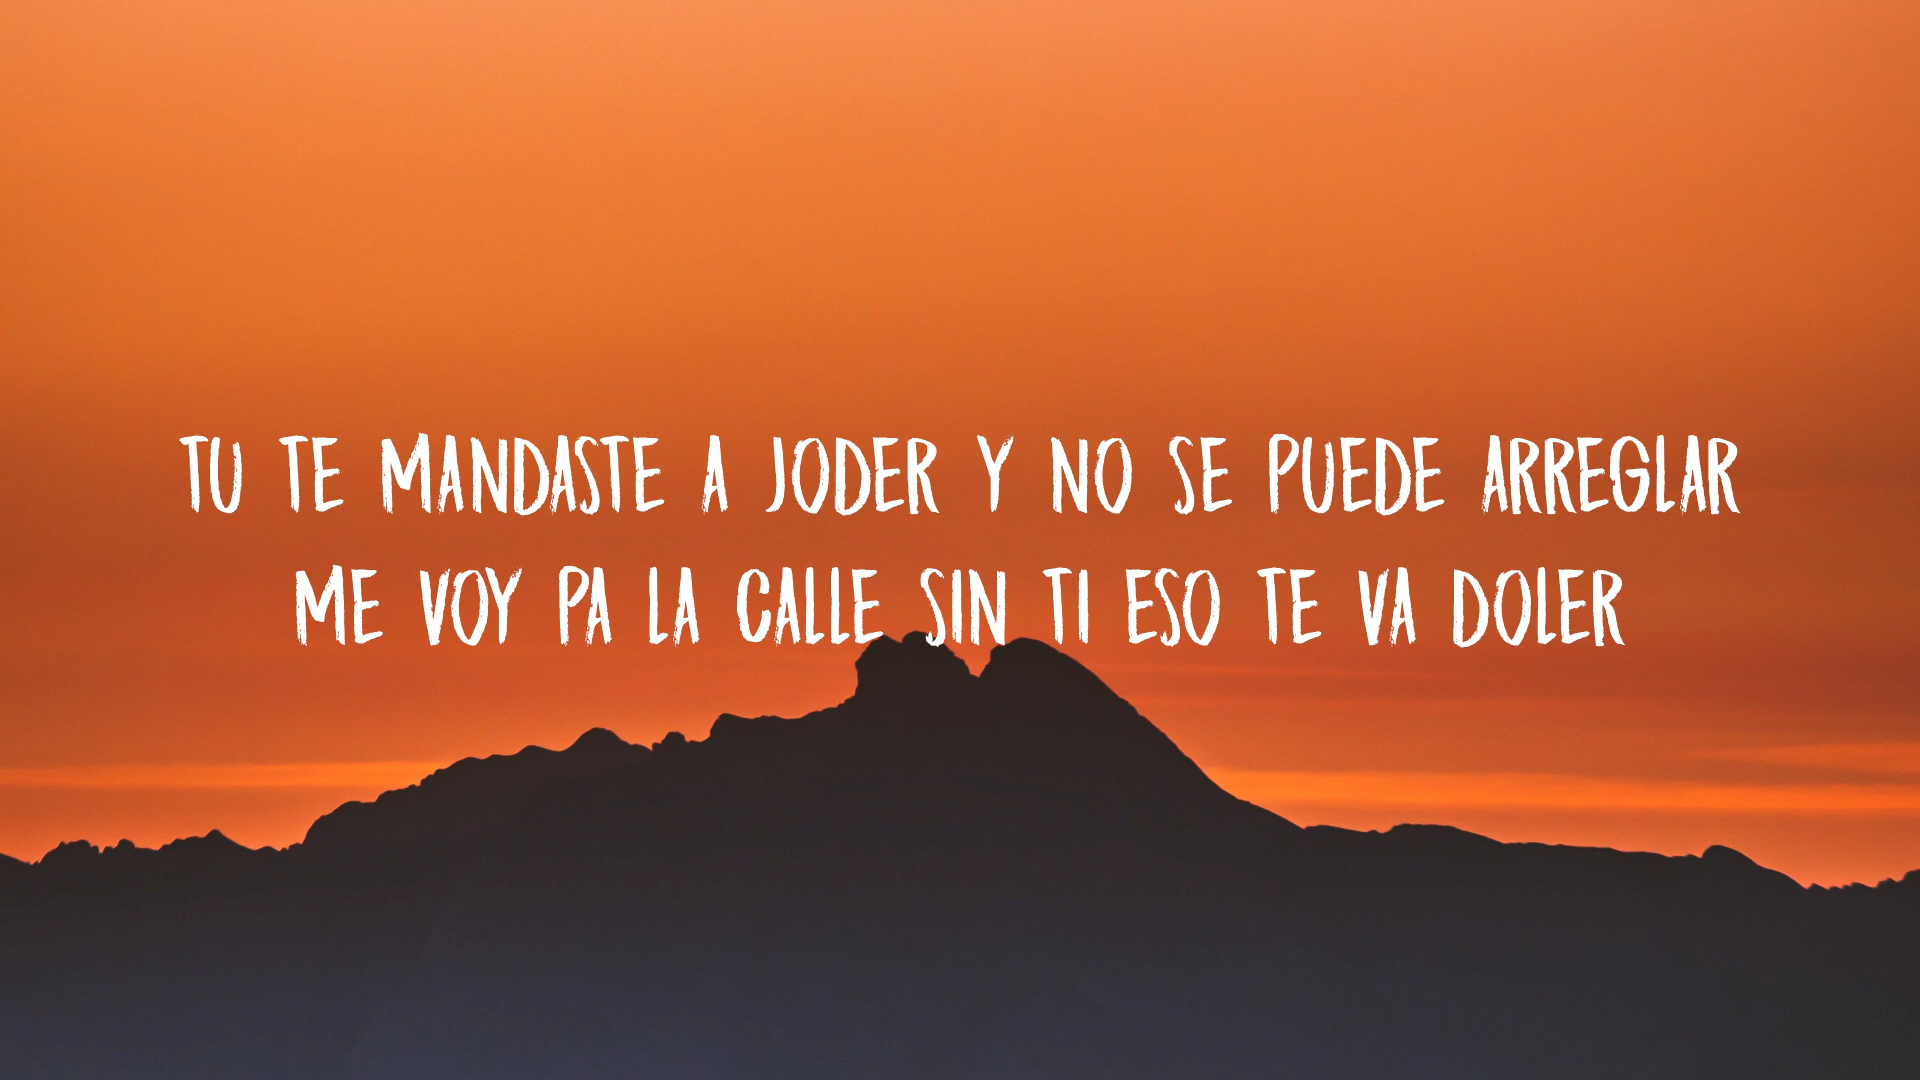 TU TE MANDASTE A JODER Y NO SE PUEDE ARREGLAR
ME VOY PA LA CALLE SIN TI ESO TE VA DOLER